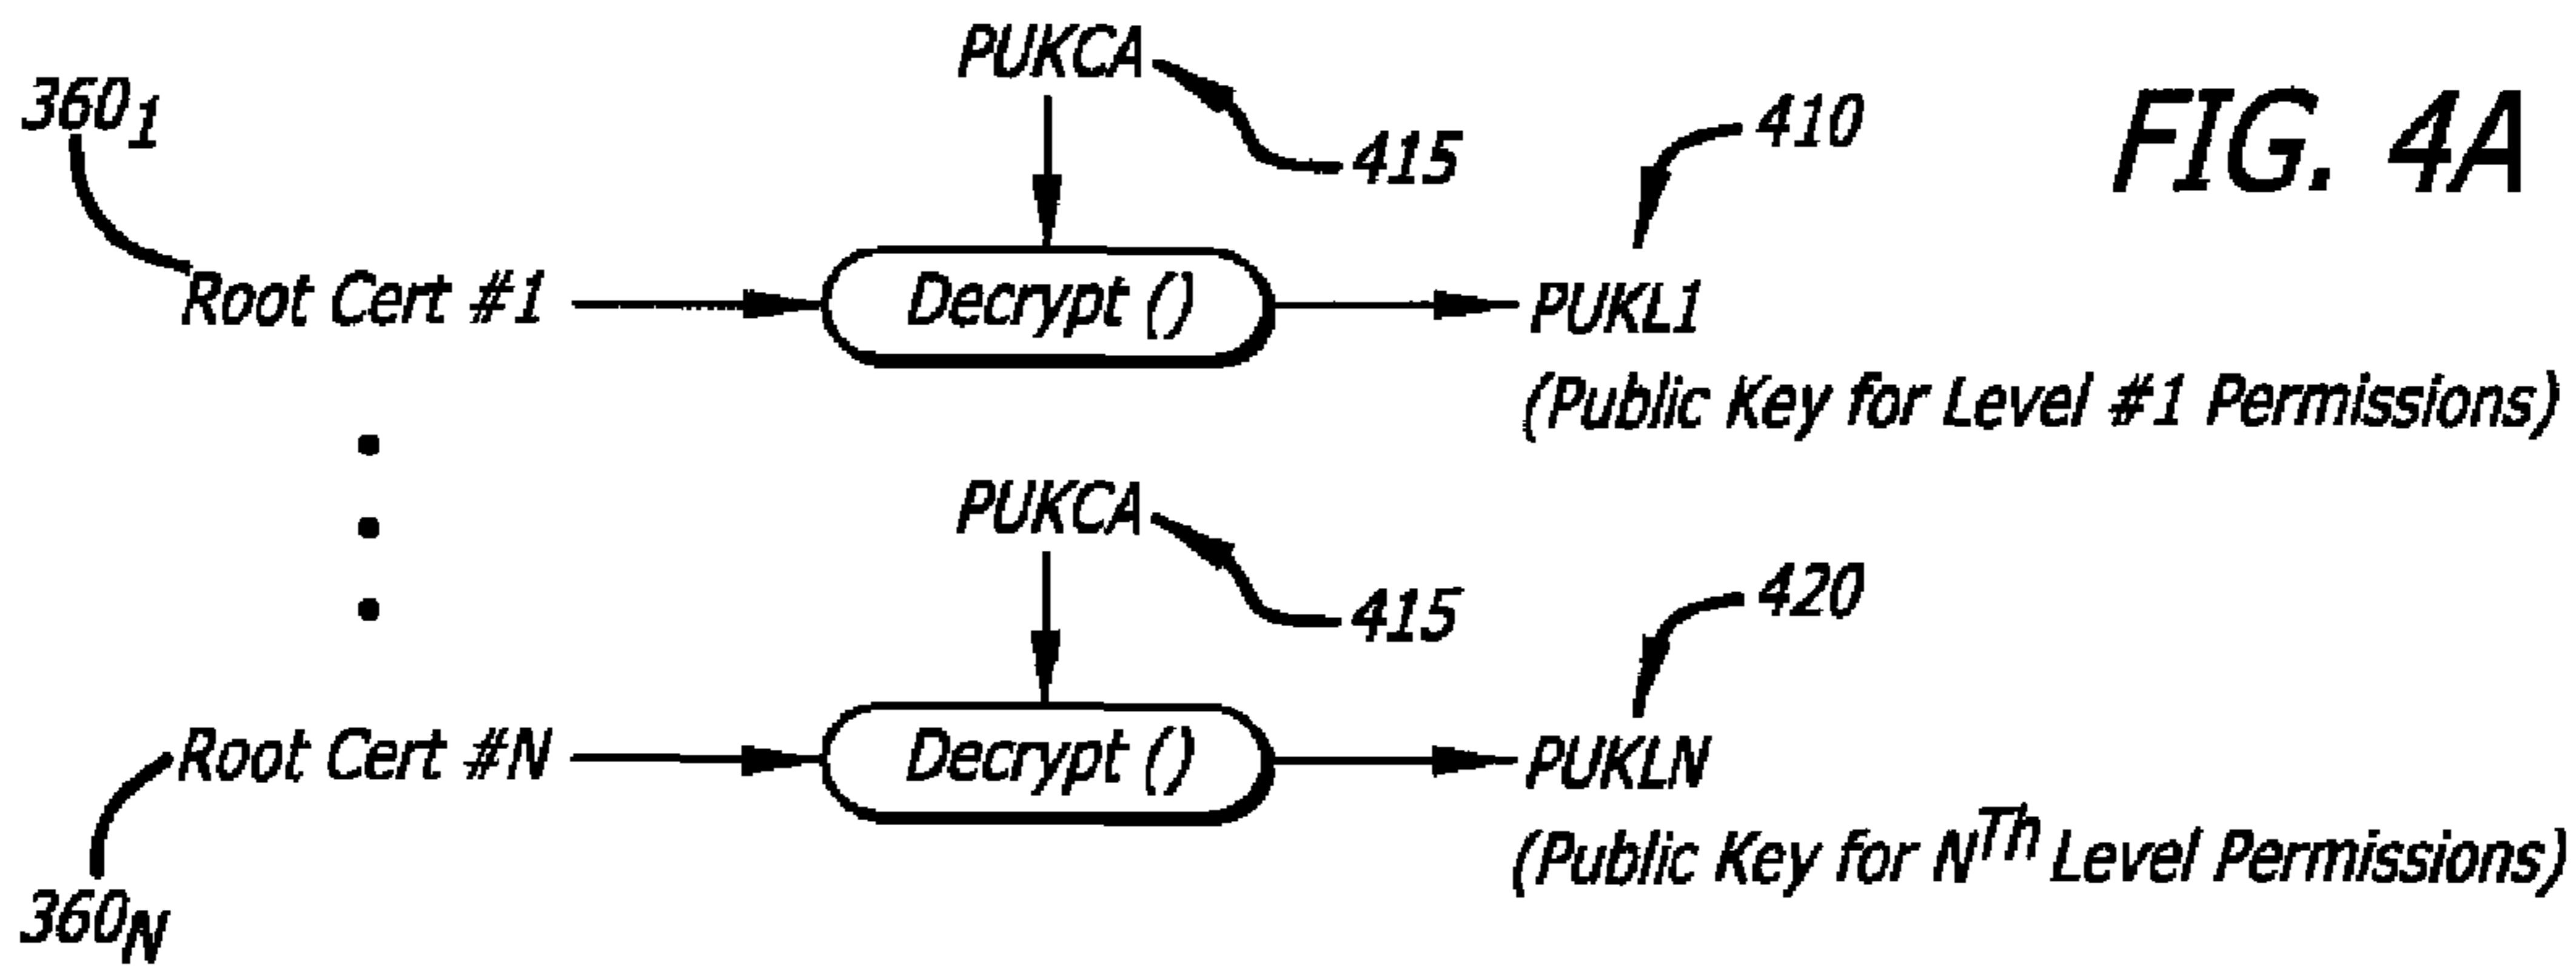 PUKCA
360₁
415
410
FIG. 4A
Root Cert #1
Decrypt ()
PUKL1
(Public Key for Level #1 Permissions)
PUKCA
415
420
Root Cert #N
Decrypt ()
PUKLN
(Public Key for Nᵀʰ Level Permissions)
360N